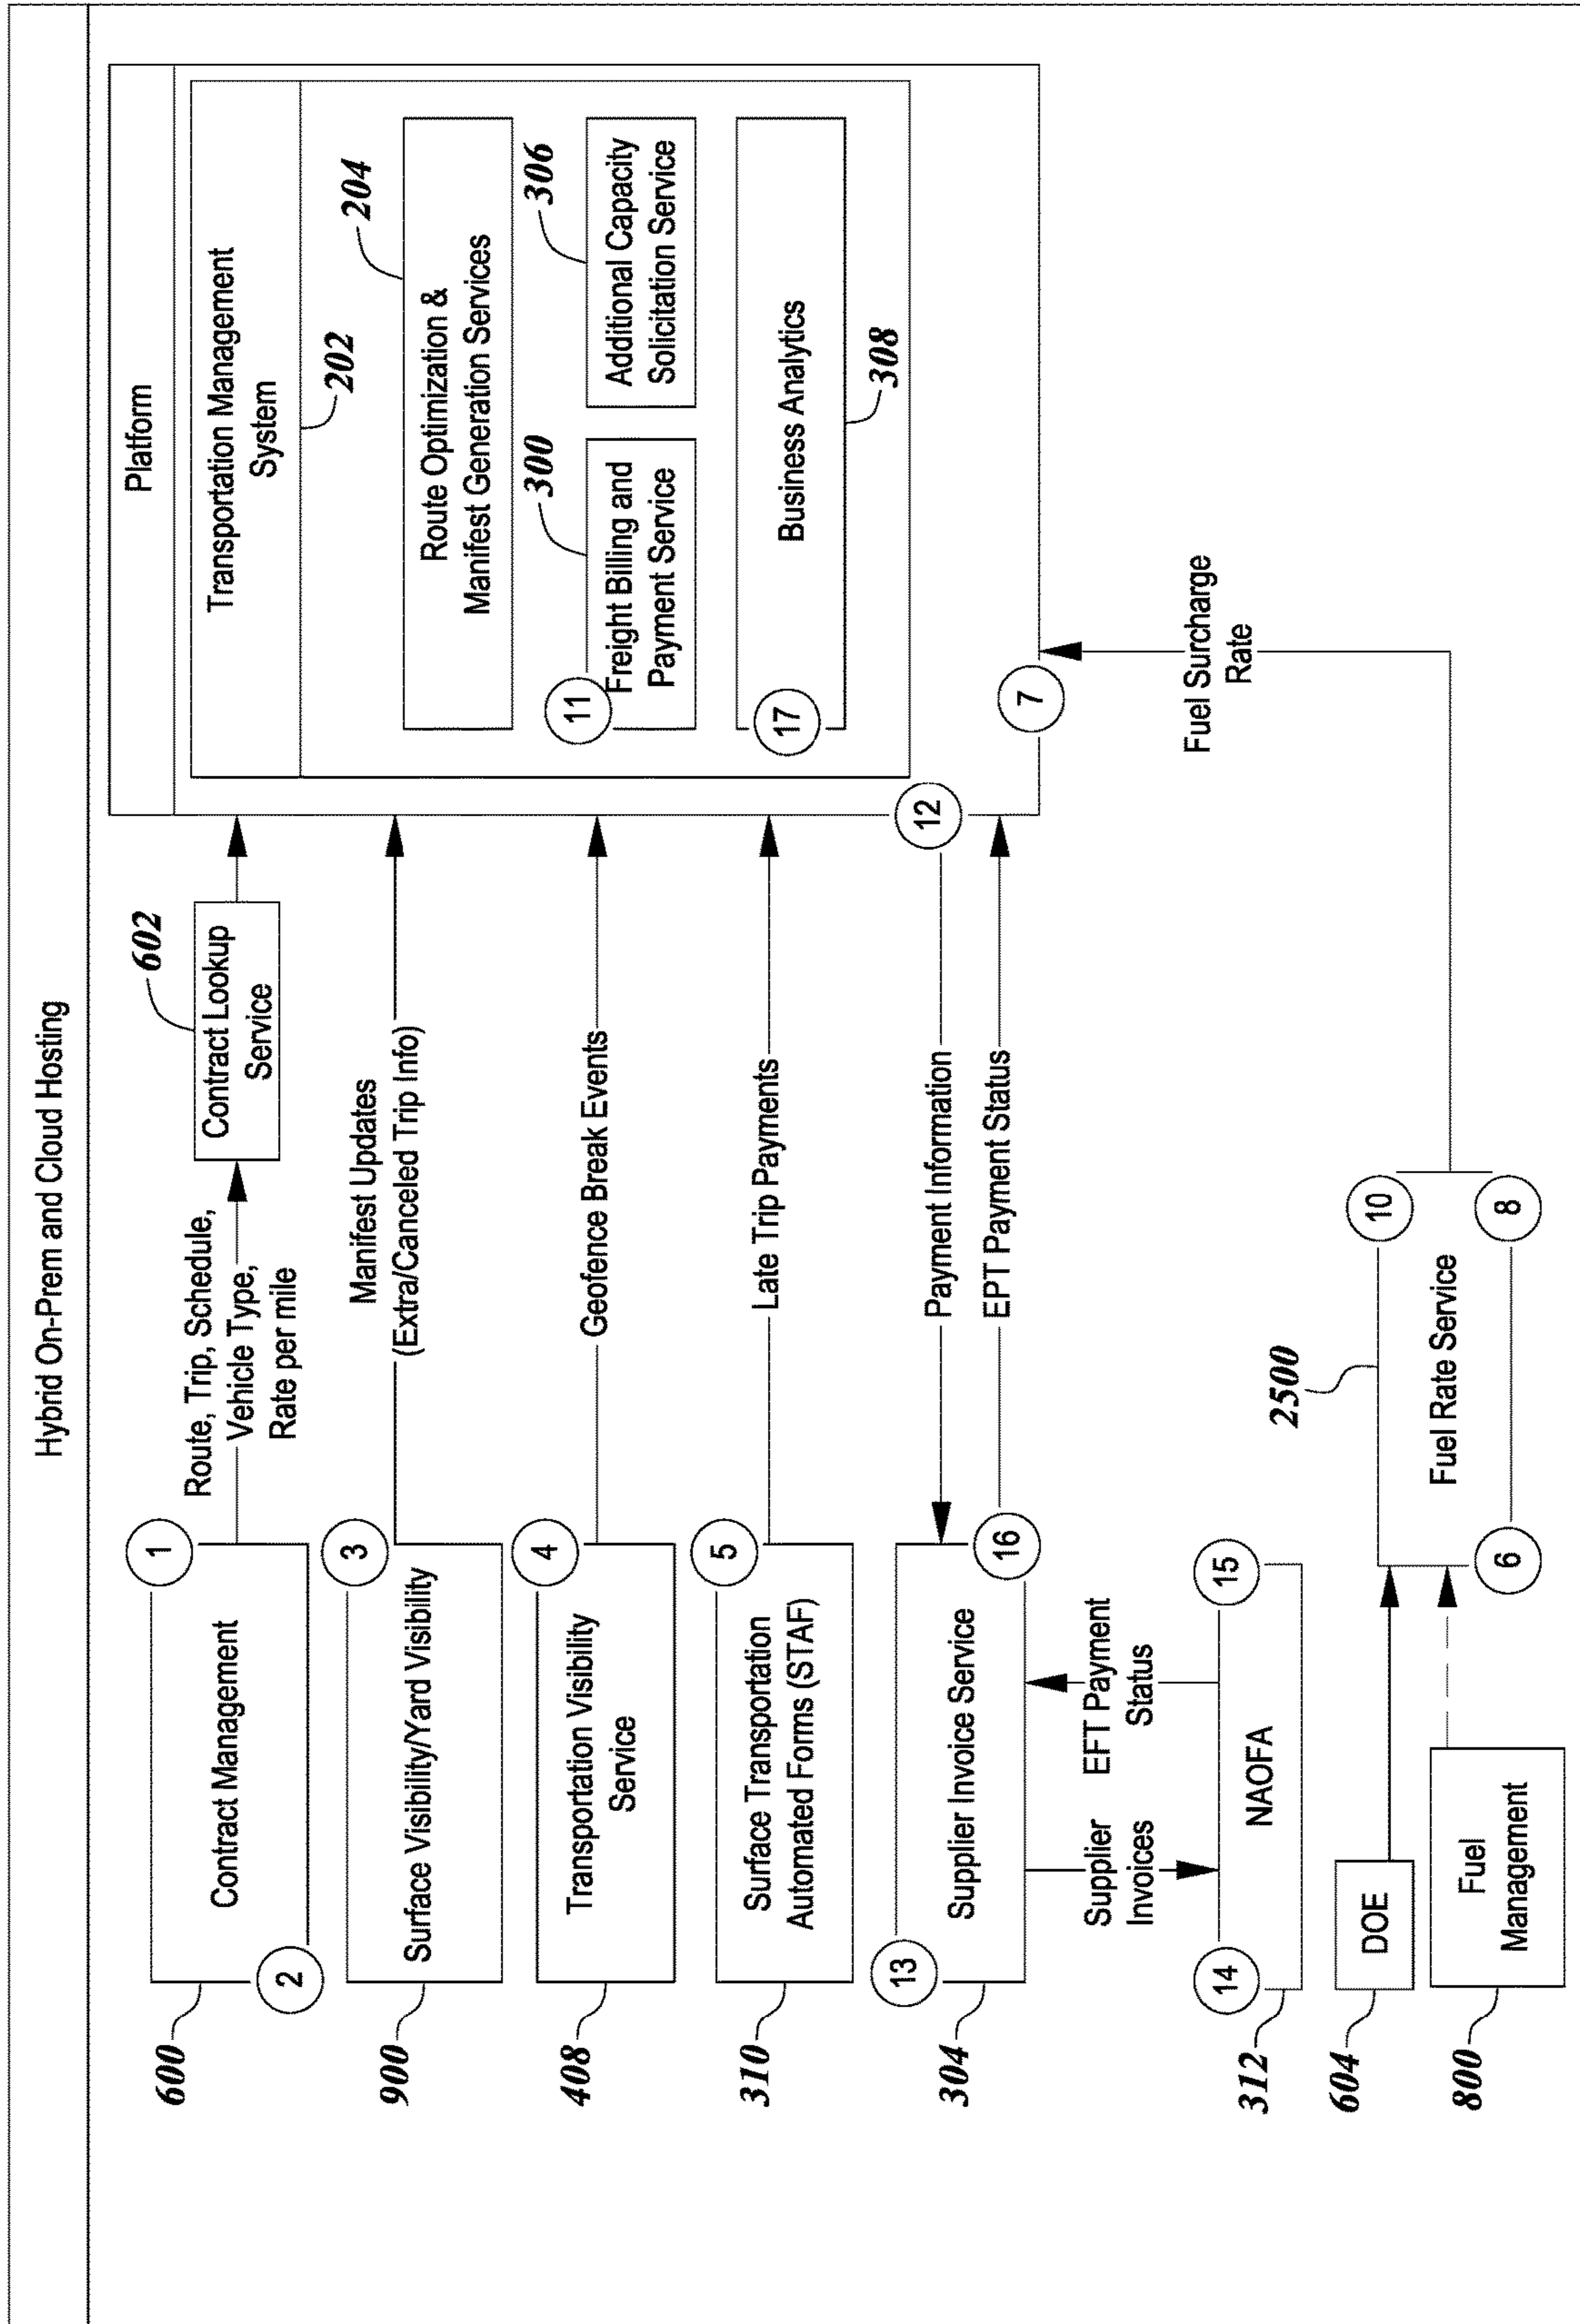 Hybrid On-Prem and Cloud Hosting
600
1
Contract Management
2
Route, Trip, Schedule,
Vehicle Type,
Rate per mile
602
Contract Lookup
Service
900
3
Surface Visibility/Yard Visibility
Manifest Updates
(Extra/Canceled Trip Info)
408
4
Transportation Visibility
Service
Geofence Break Events
310
5
Surface Transportation
Automated Forms (STAF)
Late Trip Payments
304
13
Supplier Invoice Service
16
Payment Information
EPT Payment Status
12
Supplier
Invoices
EFT Payment
Status
312
14
NAOFA
15
604
DOE
800
Fuel
Management
2500
10
Fuel Rate Service
6
8
Fuel Surcharge
Rate
7
Platform
Transportation Management
System
202
204
Route Optimization &
Manifest Generation Services
300
11
Freight Billing and
Payment Service
306
Additional Capacity
Solicitation Service
17
Business Analytics
308